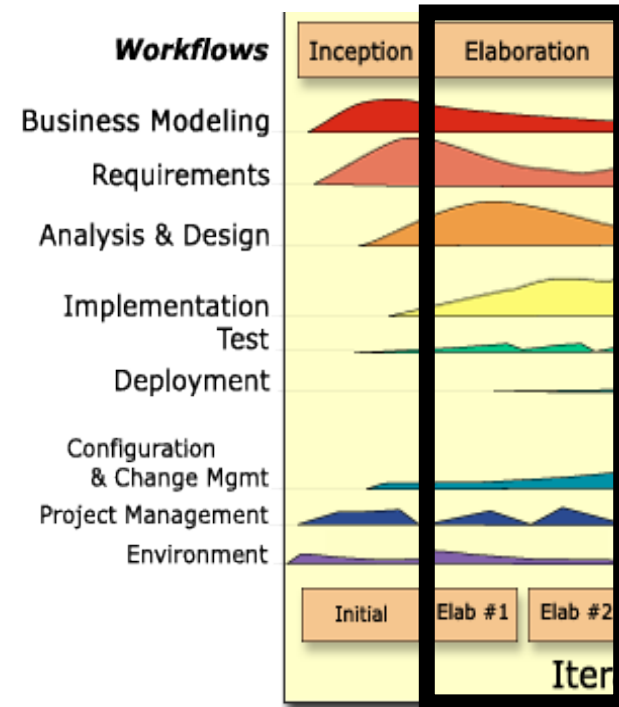 Workflows
Inception
Elaboration
Business Modeling
Requirements
Analysis & Design
Implementation
Test
Deployment
Configuration
& Change Mgmt
Project Management
Environment
Initial
Elab #1
Elab #2
Iter